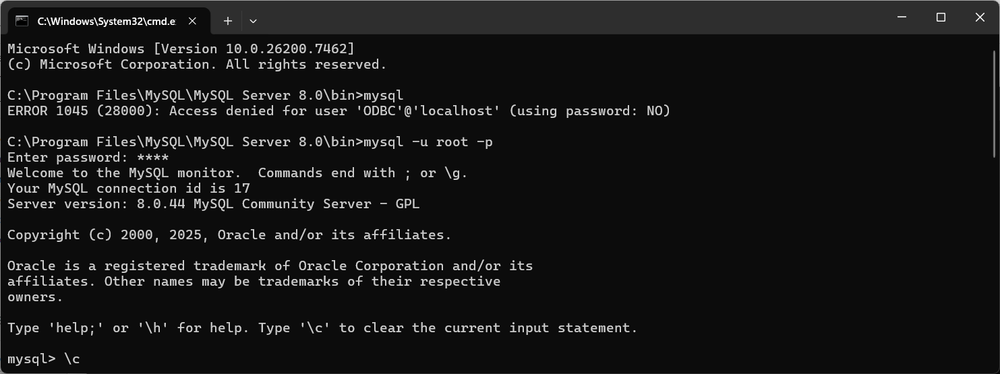 C:\Windows\System32\cmd.e
Microsoft Windows [Version 10.0.26200.7462]
(c) Microsoft Corporation. All rights reserved.
C:\Program Files\MySQL\MySQL Server 8.0\bin>mysql
ERROR 1045 (28000): Access denied for user 'ODBC'@'localhost' (using password: NO)
C:\Program Files\MySQL\MySQL Server 8.0\bin>mysql -u root -p
Enter password: ****
Welcome to the MySQL monitor.  Commands end with ; or \g.
Your MySQL connection id is 17
Server version: 8.0.44 MySQL Community Server - GPL
Copyright (c) 2000, 2025, Oracle and/or its affiliates.
Oracle is a registered trademark of Oracle Corporation and/or its
affiliates. Other names may be trademarks of their respective
owners.
Type 'help;' or '\h' for help. Type '\c' to clear the current input statement.
mysql> \c